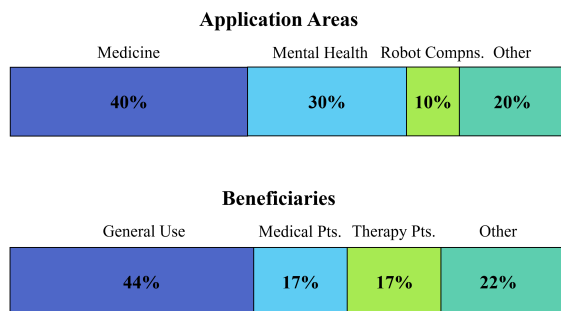 Application Areas
Medicine Mental Health Robot Compns. Other
40% 30% 10% 20%
Beneficiaries
General Use Medical Pts. Therapy Pts. Other
44% 17% 17% 22%